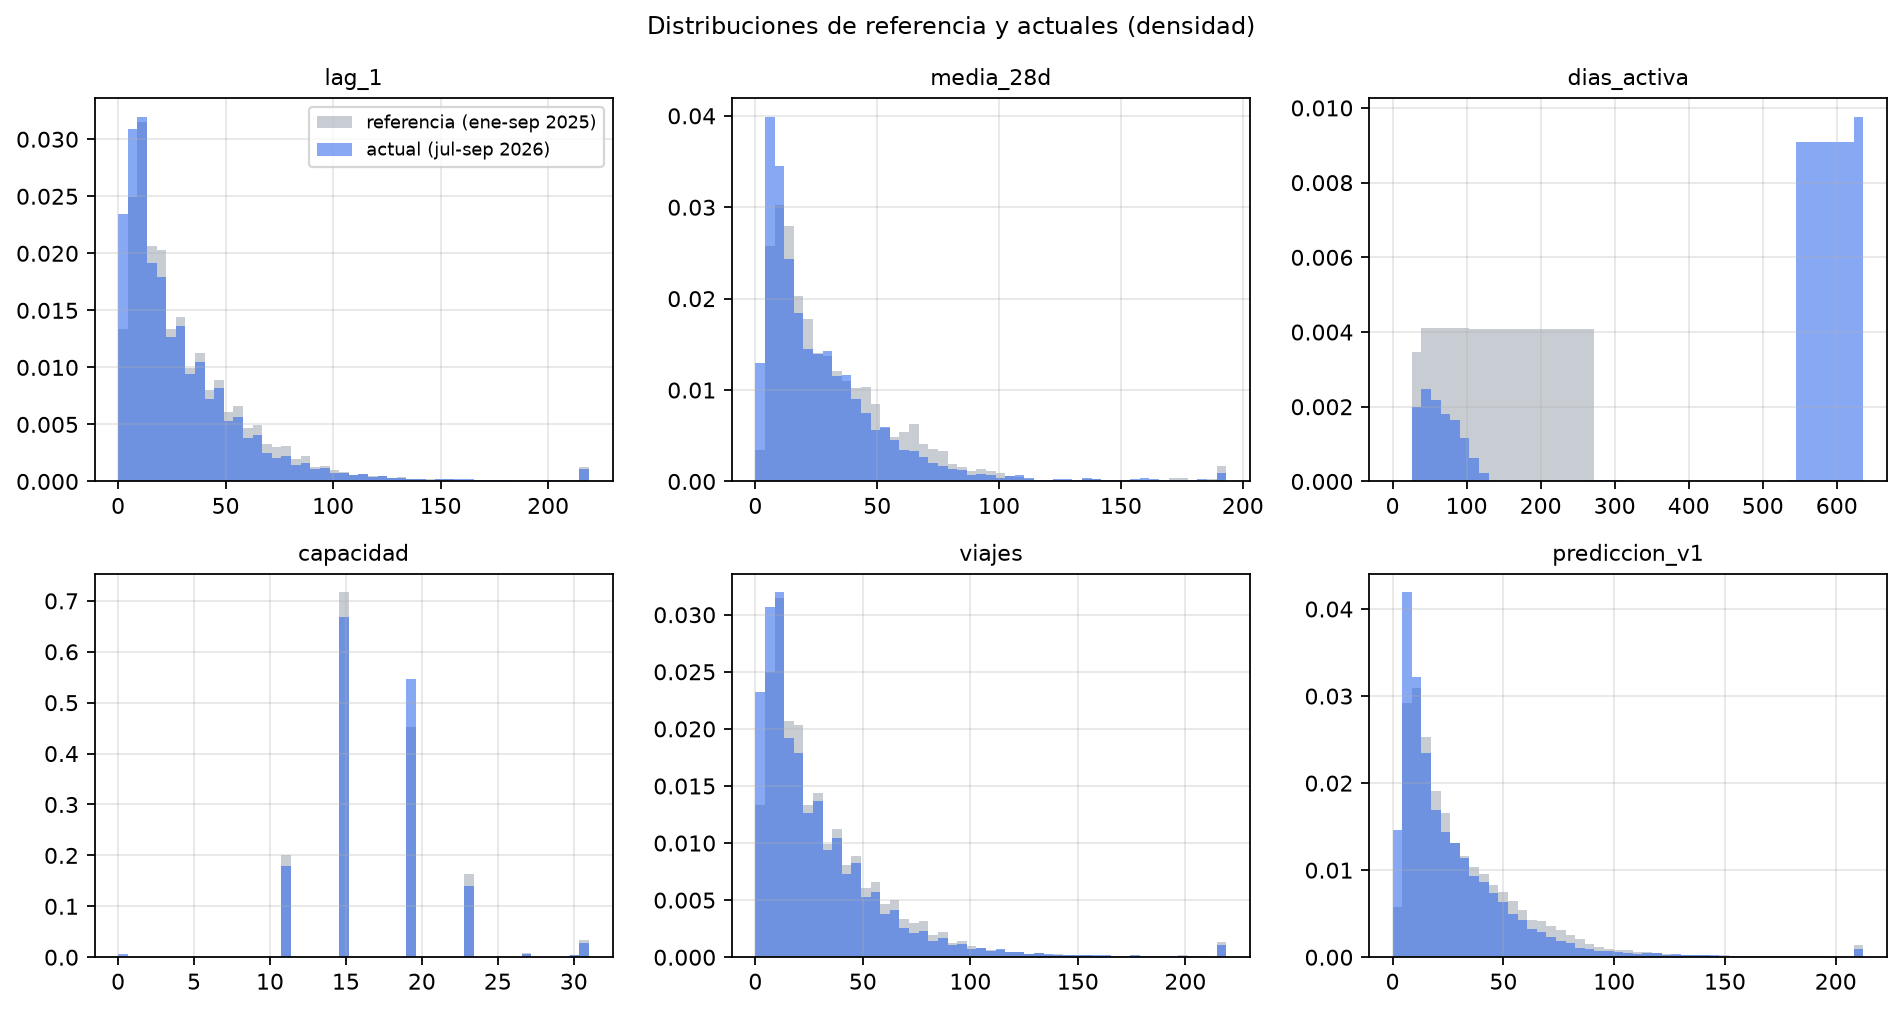 Distribuciones de referencia y actuales (densidad)
lag_1
referencia (ene-sep 2025)
actual (jul-sep 2026)
0.030
0.025
0.020
0.015
0.010
0.005
0.000
0 50 100 150 200
media_28d
0.04
0.03
0.02
0.01
0.00
0 50 100 150 200
dias_activa
0.010
0.008
0.006
0.004
0.002
0.000
0 100 200 300 400 500 600
capacidad
0.7
0.6
0.5
0.4
0.3
0.2
0.1
0.0
0 5 10 15 20 25 30
viajes
0.030
0.025
0.020
0.015
0.010
0.005
0.000
0 50 100 150 200
prediccion_v1
0.04
0.03
0.02
0.01
0.00
0 50 100 150 200